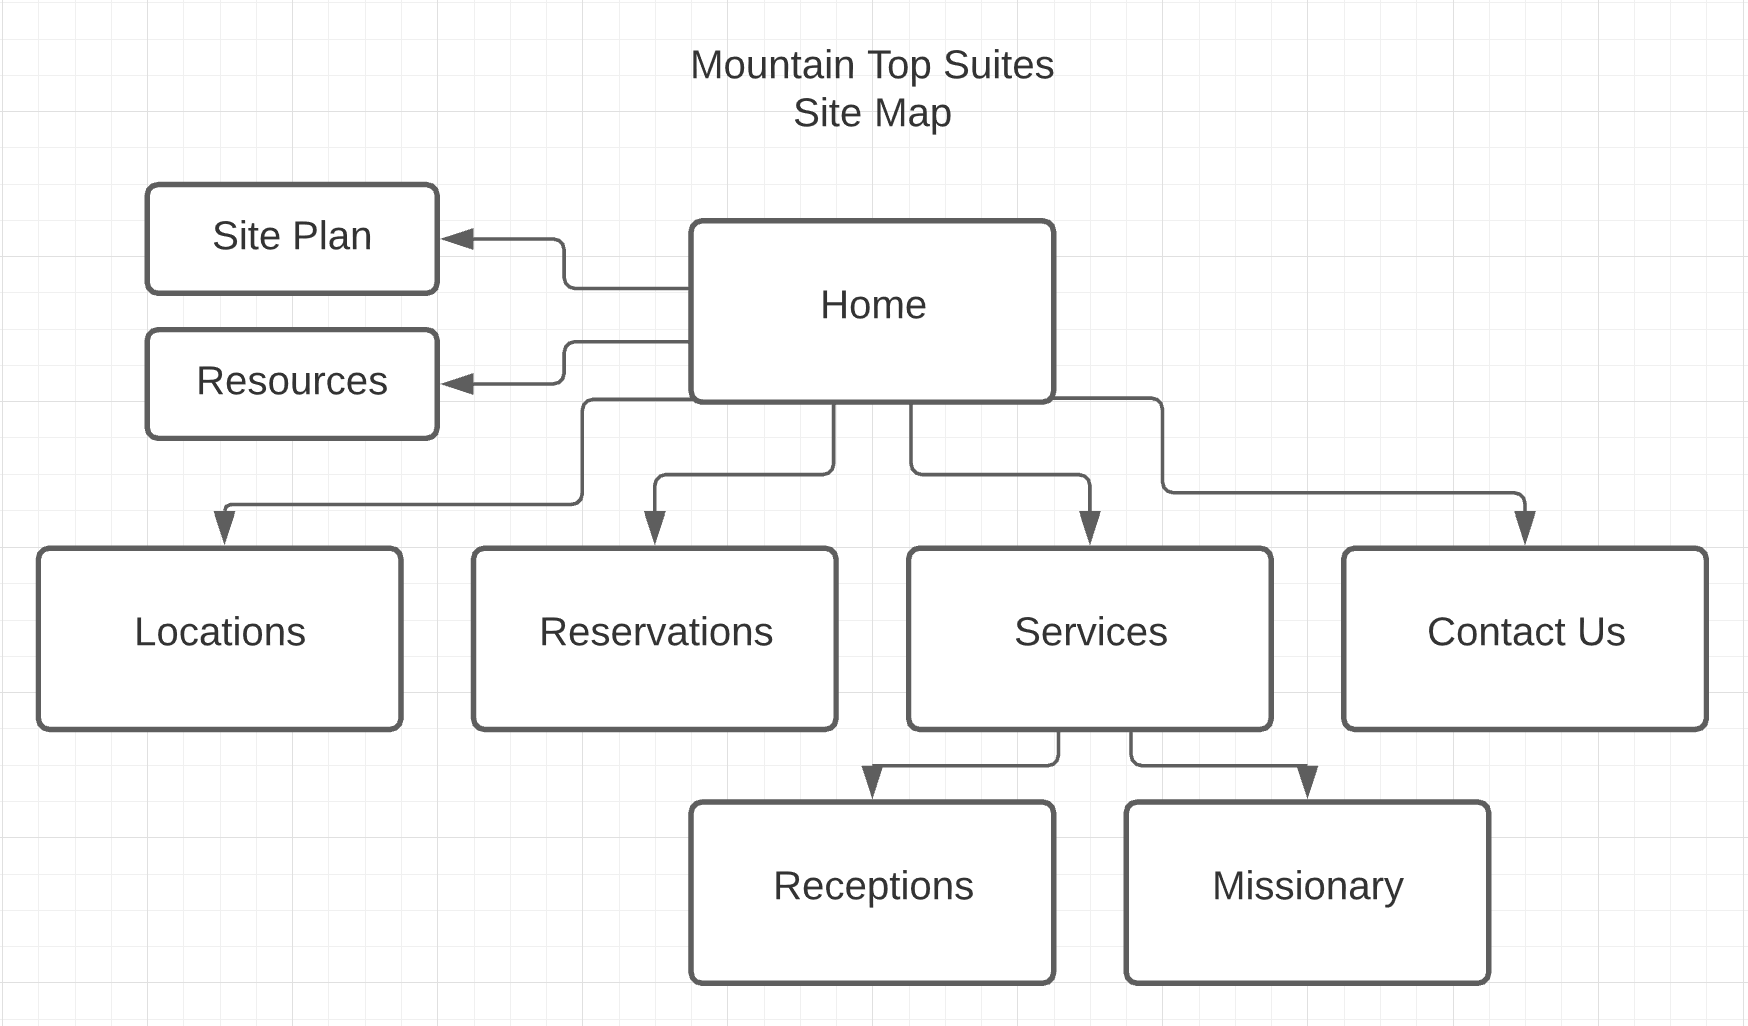 Mountain Top Suites
Site Map
Site Plan
Home
Resources
Locations
Reservations
Services
Contact Us
Receptions
Missionary